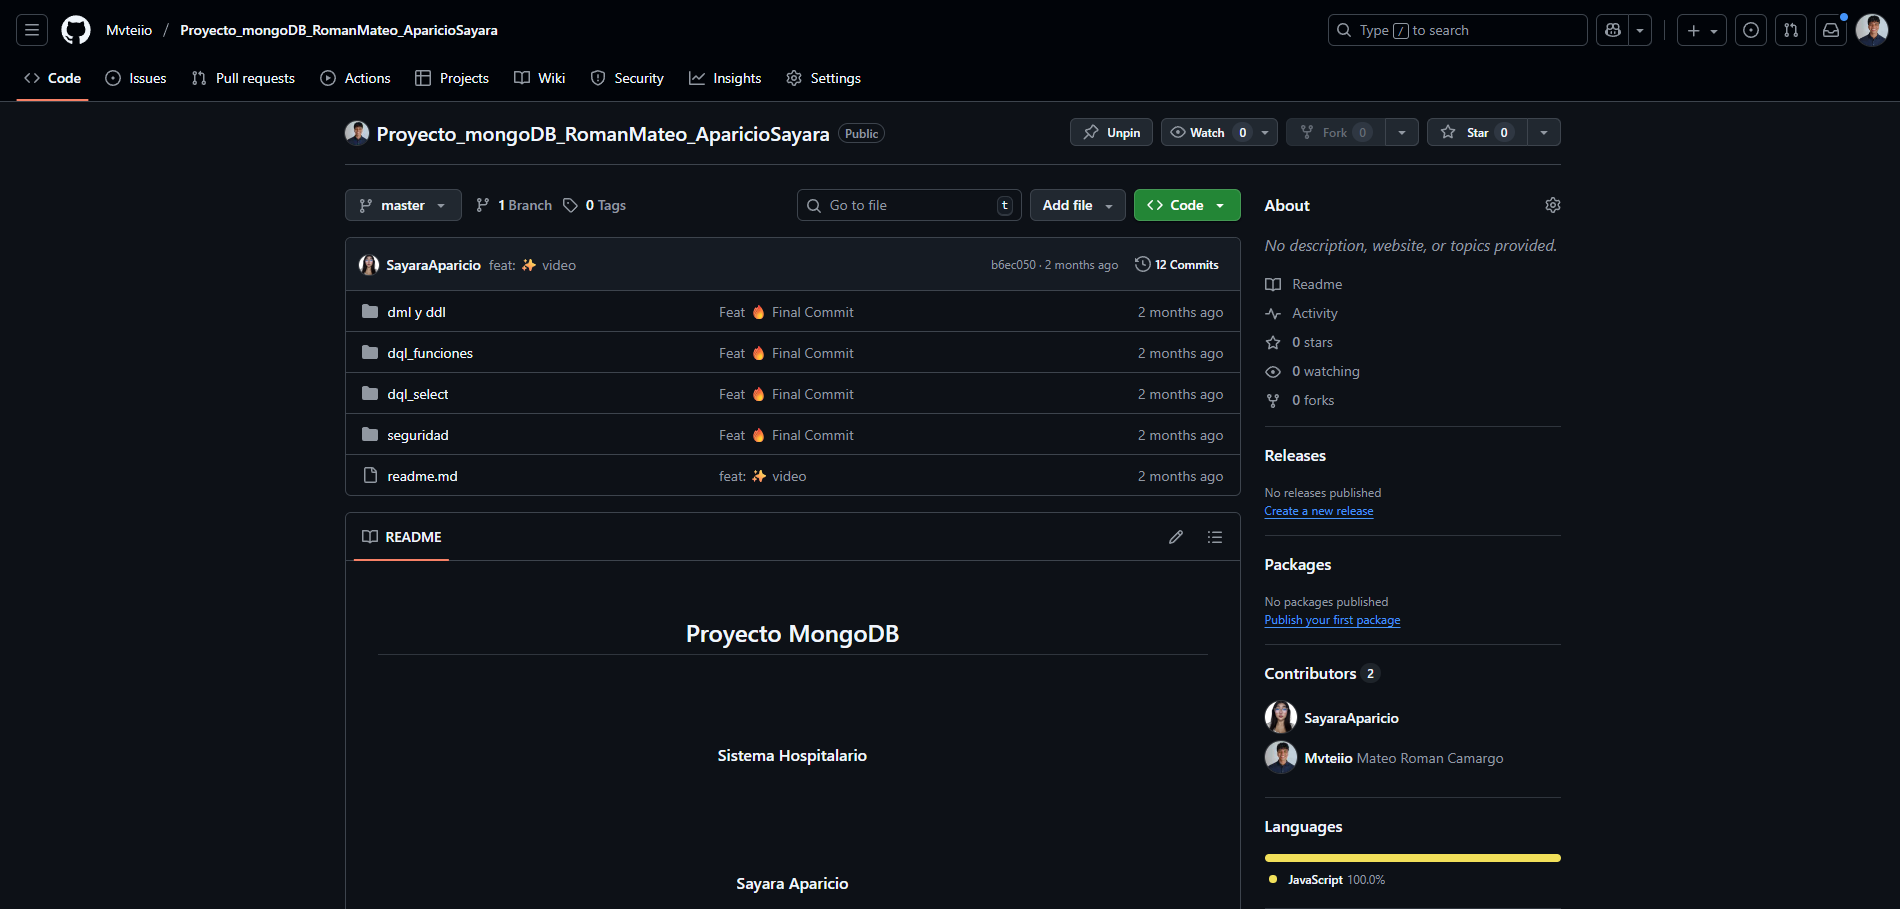 Mvteiio / Proyecto_mongoDB_RomanMateo_AparicioSayara
Type / to search
Code Issues Pull requests Actions Projects Wiki Security Insights Settings
Proyecto_mongoDB_RomanMateo_AparicioSayara Public
Unpin Watch 0 Fork 0 Star 0
master 1 Branch 0 Tags
Go to file t Add file Code
SayaraAparicio feat: ✨ video b6ec050 · 2 months ago 12 Commits
dml y ddl Feat 🔥 Final Commit 2 months ago
dql_funciones Feat 🔥 Final Commit 2 months ago
dql_select Feat 🔥 Final Commit 2 months ago
seguridad Feat 🔥 Final Commit 2 months ago
readme.md feat: ✨ video 2 months ago
README
Proyecto MongoDB
Sistema Hospitalario
Sayara Aparicio
About
No description, website, or topics provided.
Readme
Activity
0 stars
0 watching
0 forks
Releases
No releases published
Create a new release
Packages
No packages published
Publish your first package
Contributors 2
SayaraAparicio
Mvteiio Mateo Roman Camargo
Languages
JavaScript 100.0%